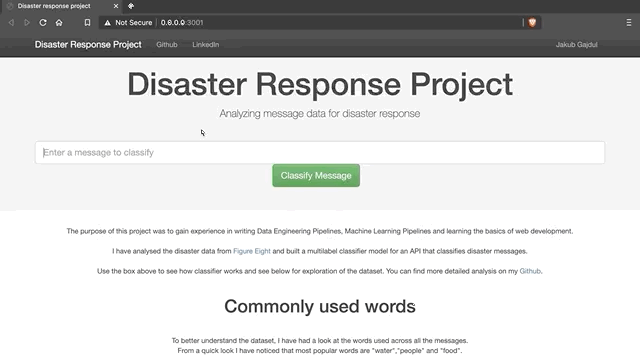 Disaster response project
Not Secure 0.0.0.0:3001
Disaster Response Project Github LinkedIn Jakub Gajdul
Disaster Response Project
Analyzing message data for disaster response
Enter a message to classify
Classify Message
The purpose of this project was to gain experience in writing Data Engineering Pipelines, Machine Learning Pipelines and learning the basics of web development.
I have analysed the disaster data from Figure Eight and built a multilabel classifier model for an API that classifies disaster messages.
Use the box above to see how classifier works and see below for exploration of the dataset. You can find more detailed analysis on my Github.
Commonly used words
To better understand the dataset, I have had a look at the words used across all the messages.
From a quick look I have noticed that most popular words are "water","people" and "food".